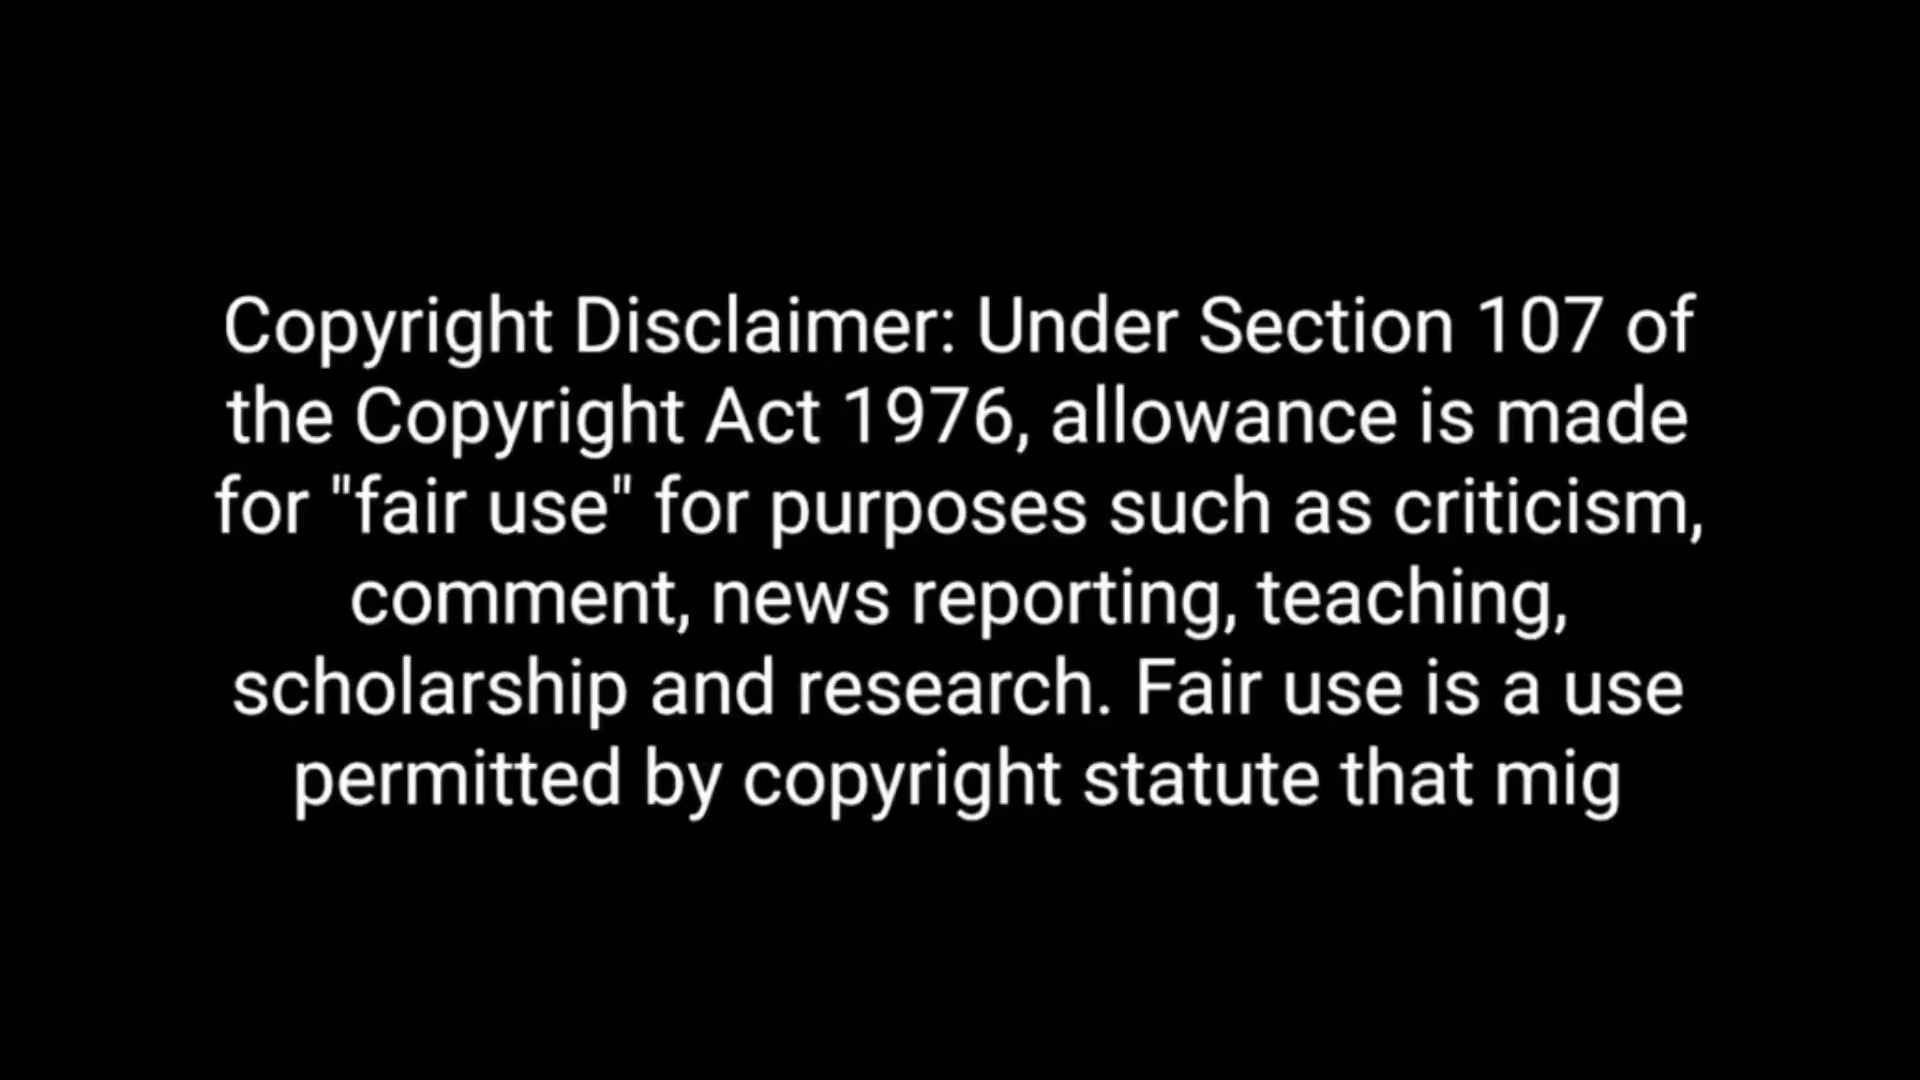 Copyright Disclaimer: Under Section 107 of
the Copyright Act 1976, allowance is made
for "fair use" for purposes such as criticism,
comment, news reporting, teaching,
scholarship and research. Fair use is a use
permitted by copyright statute that mig